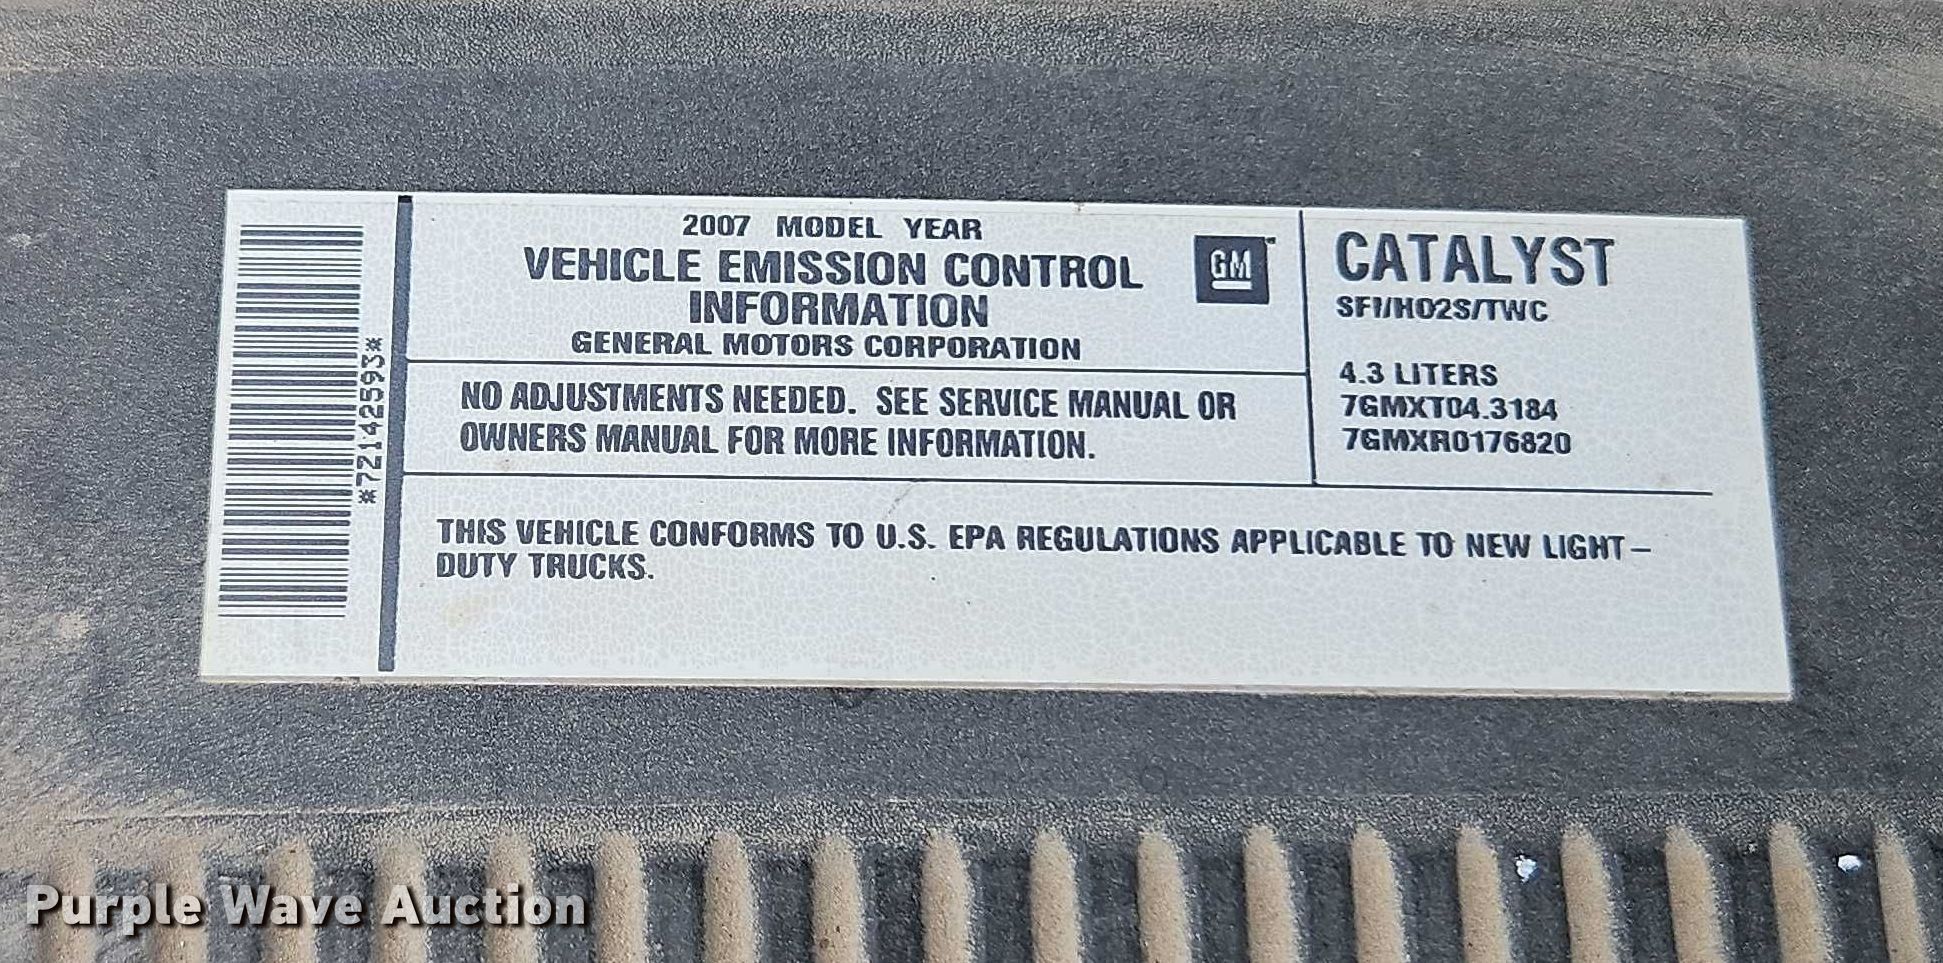 2007 MODEL YEAR
VEHICLE EMISSION CONTROL
INFORMATION
GENERAL MOTORS CORPORATION
GM
NO ADJUSTMENTS NEEDED. SEE SERVICE MANUAL OR
OWNERS MANUAL FOR MORE INFORMATION.
CATALYST
SFI/HO2S/TWC
4.3 LITERS
7GMXT04.3184
7GMXR0176820
THIS VEHICLE CONFORMS TO U.S. EPA REGULATIONS APPLICABLE TO NEW LIGHT-
DUTY TRUCKS.
*72142593*
Purple Wave Auction